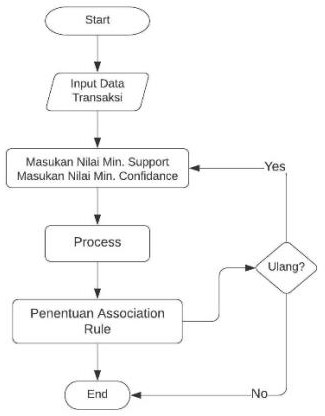 Start
Input Data
Transaksi
Masukan Nilai Min. Support
Masukan Nilai Min. Confidance
Yes
Process
Ulang?
Penentuan Association
Rule
End
No